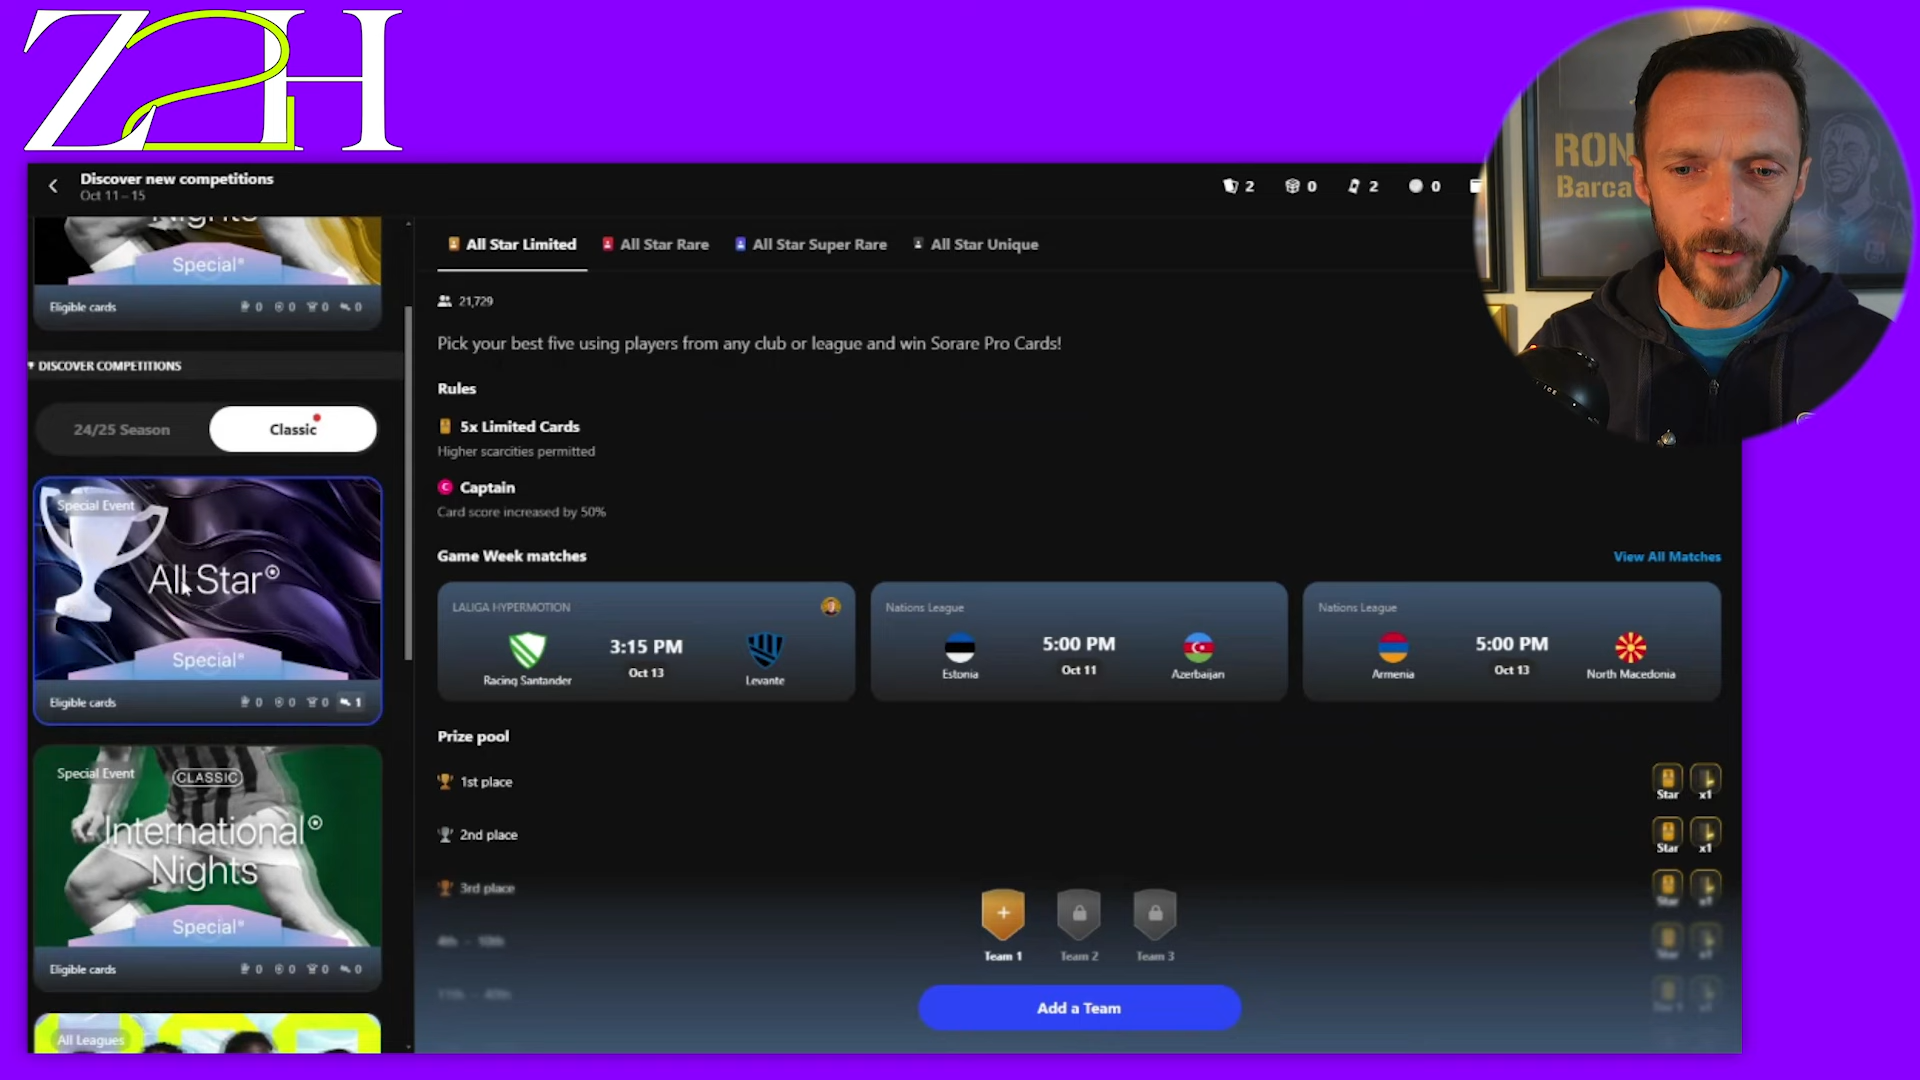 Z2H
Discover new competitions
Oct 11 – 15
2
0
2
0
RON
Barca
Nights
Special
Eligible cards
0 0 0 0
DISCOVER COMPETITIONS
24/25 Season
Classic
Special Event
All Star
Special
Eligible cards
0 0 0 1
Special Event
CLASSIC
International
Nights
Special
Eligible cards
0 0 0 0
All Leagues
All Star Limited
All Star Rare
All Star Super Rare
All Star Unique
21,729
Pick your best five using players from any club or league and win Sorare Pro Cards!
Rules
5x Limited Cards
Higher scarcities permitted
C Captain
Card score increased by 50%
Game Week matches
View All Matches
LALIGA HYPERMOTION
Racing Santander
3:15 PM
Oct 13
Levante
Nations League
Estonia
5:00 PM
Oct 11
Azerbaijan
Nations League
Armenia
5:00 PM
Oct 13
North Macedonia
Prize pool
1st place
Star x1
2nd place
Star x1
3rd place
Star x1
4th - 10th
11th - 40th
Team 1
Team 2
Team 3
Add a Team